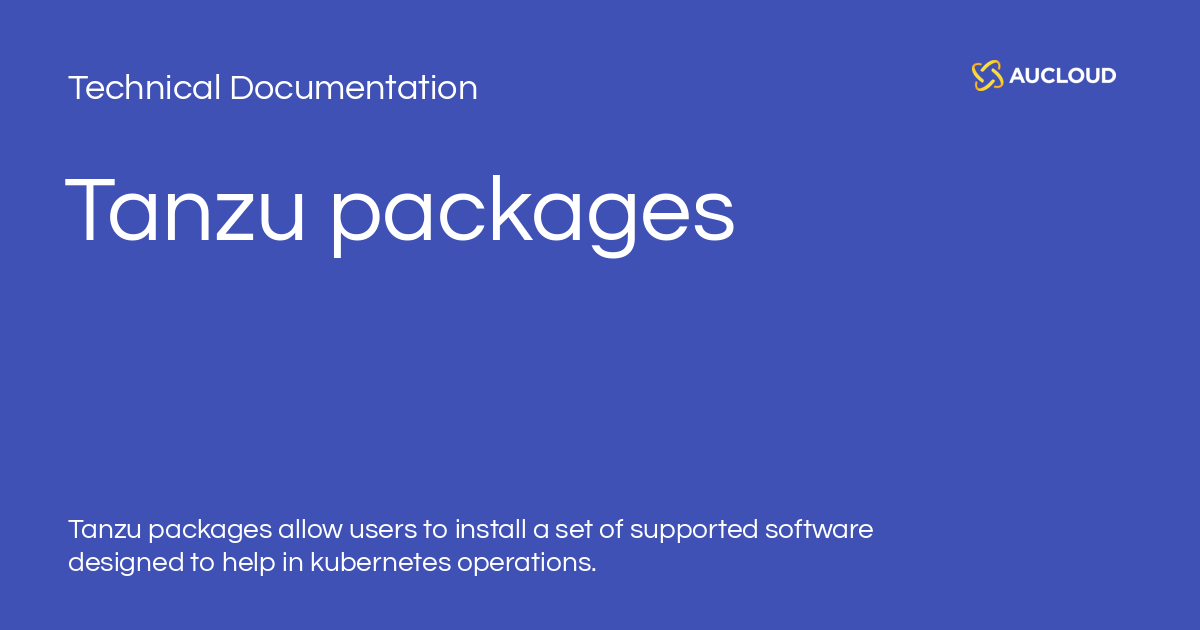 Technical Documentation
AUCLOUD
Tanzu packages
Tanzu packages allow users to install a set of supported software
designed to help in kubernetes operations.